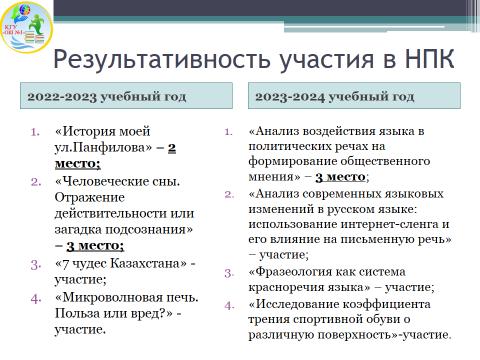 КГУ
«ОШ №1»
Результативность участия в НПК
2022-2023 учебный год
1. «История моей
ул.Панфилова» – 2
место;
2. «Человеческие сны.
Отражение
действительности или
загадка подсознания»
– 3 место;
3. «7 чудес Казахстана» -
участие;
4. «Микроволновая печь.
Польза или вред?» -
участие.
2023-2024 учебный год
1. «Анализ воздействия языка в
политических речах на
формирование общественного
мнения» – 3 место;
2. «Анализ современных языковых
изменений в русском языке:
использование интернет-сленга и
его влияние на письменную речь»
– участие;
3. «Фразеология как система
красноречия языка» – участие;
4. «Исследование коэффициента
трения спортивной обуви о
различную поверхность»-участие.